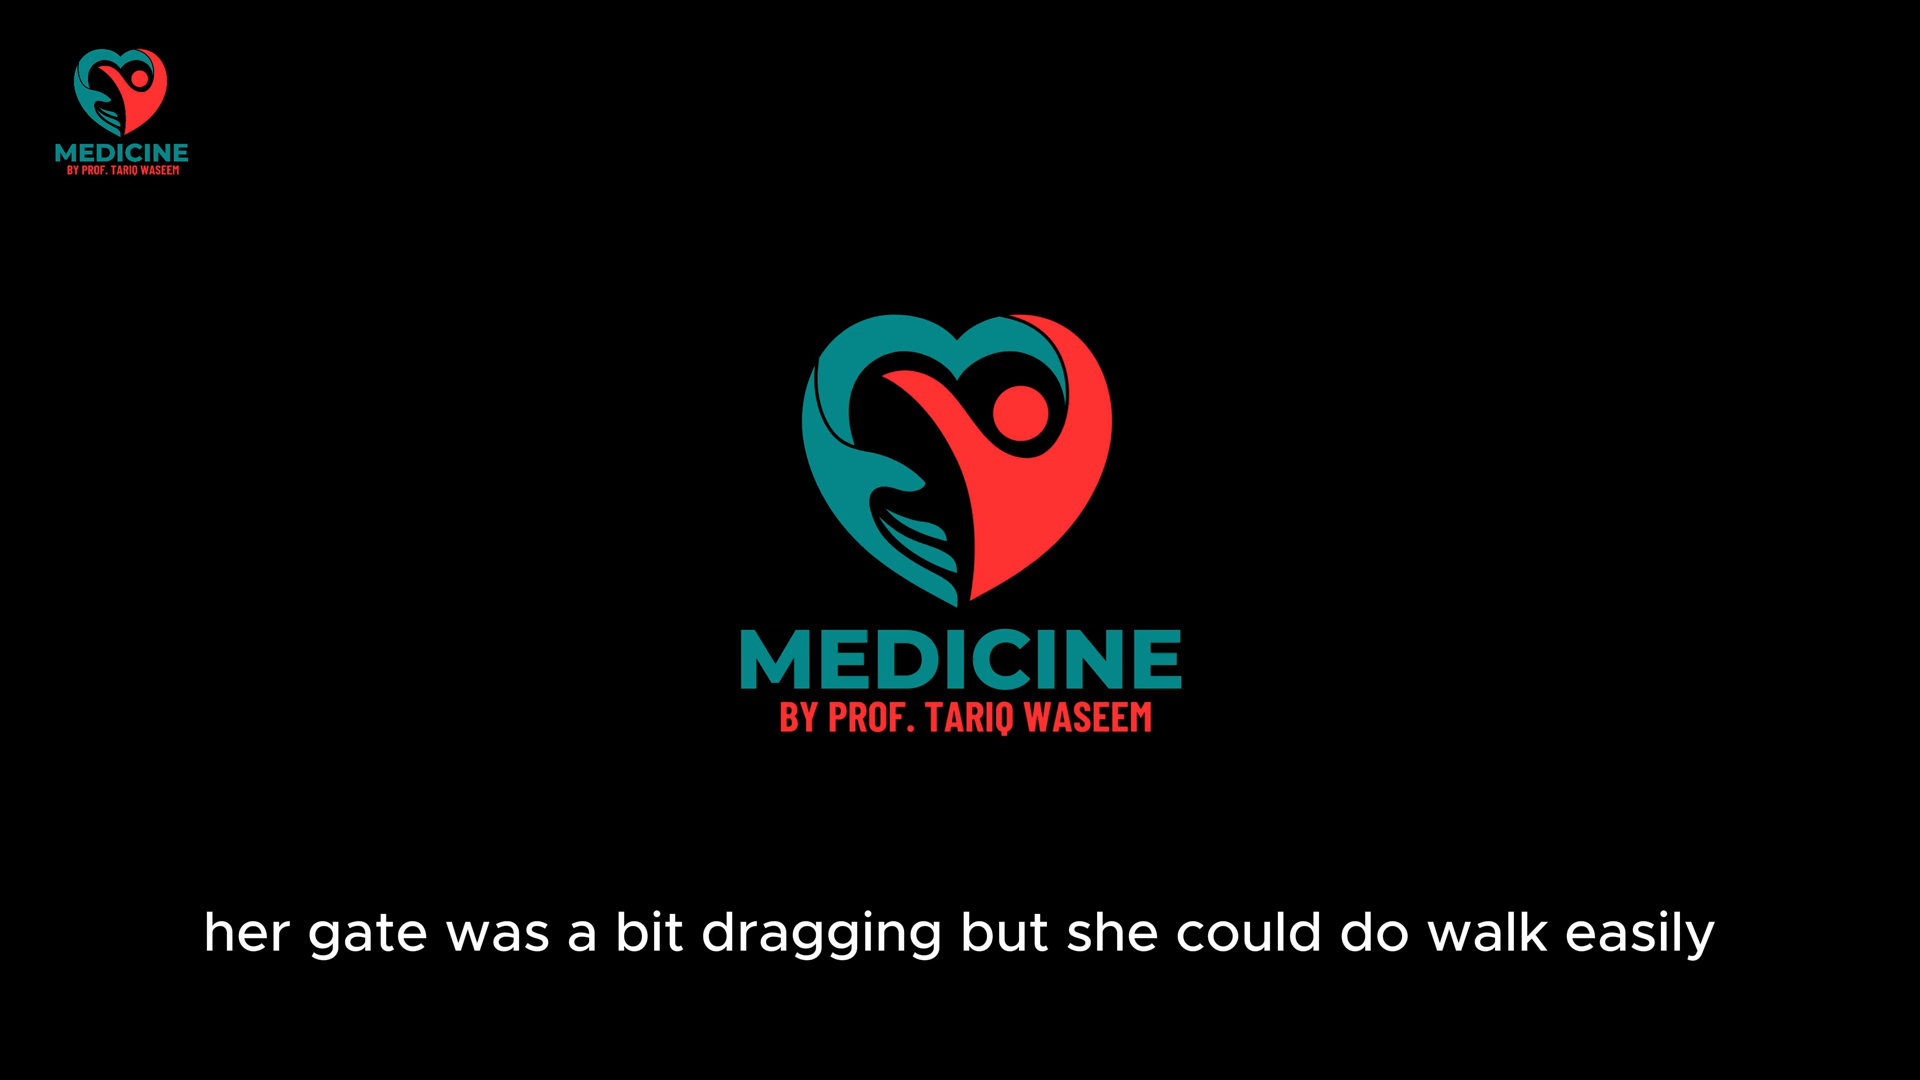 MEDICINE
BY PROF. TARIQ WASEEM
MEDICINE
BY PROF. TARIQ WASEEM
her gate was a bit dragging but she could do walk easily